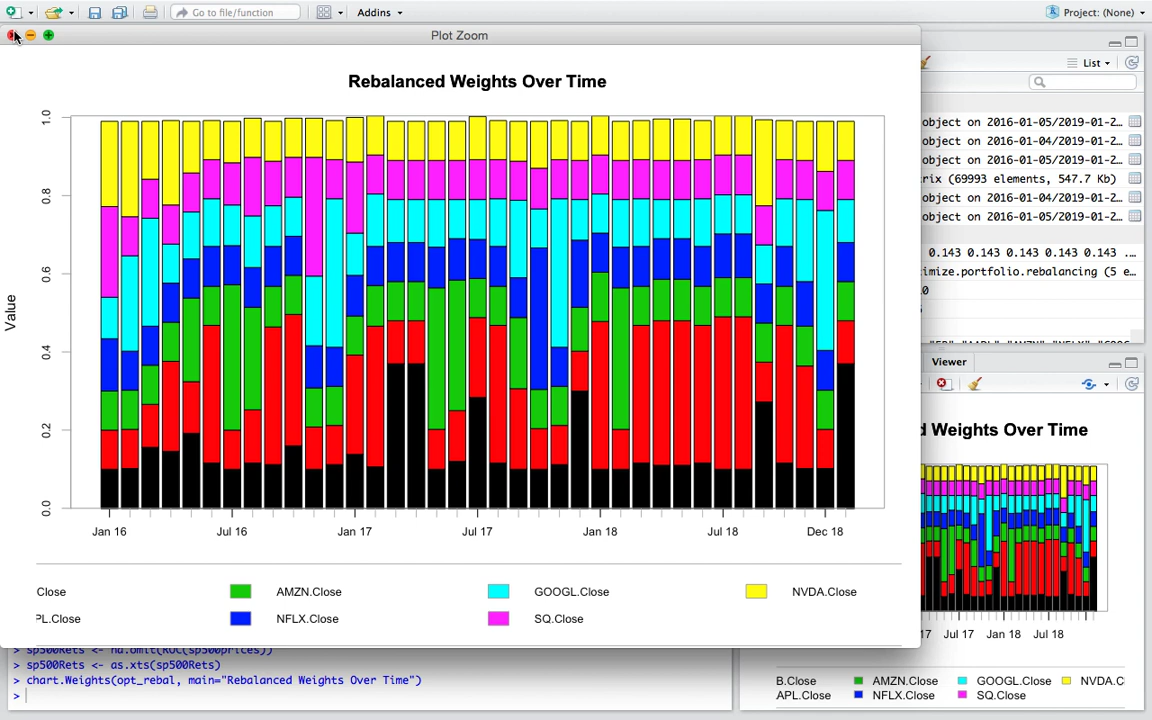 Go to file/function
Addins
Project: (None)
Plot Zoom
List
Rebalanced Weights Over Time
Value
0.0 0.2 0.4 0.6 0.8 1.0
Jan 16 Jul 16 Jan 17 Jul 17 Jan 18 Jul 18 Dec 18
Close AMZN.Close GOOGL.Close NVDA.Close
PL.Close NFLX.Close SQ.Close
object on 2016-01-05/2019-01-2…
object on 2016-01-04/2019-01-2…
object on 2016-01-05/2019-01-2…
rix (69993 elements, 547.7 Kb)
object on 2016-01-04/2019-01-2…
object on 2016-01-05/2019-01-2…
0.143 0.143 0.143 0.143 0.143 ...
imize.portfolio.rebalancing (5 e…
Viewer
d Weights Over Time
17 Jul 17 Jan 18 Jul 18
B.Close AMZN.Close GOOGL.Close NVDA.C
APL.Close NFLX.Close SQ.Close
> sp500Rets <- na.omit(ROC(sp500prices))
> sp500Rets <- as.xts(sp500Rets)
> chart.Weights(opt_rebal, main="Rebalanced Weights Over Time")
>